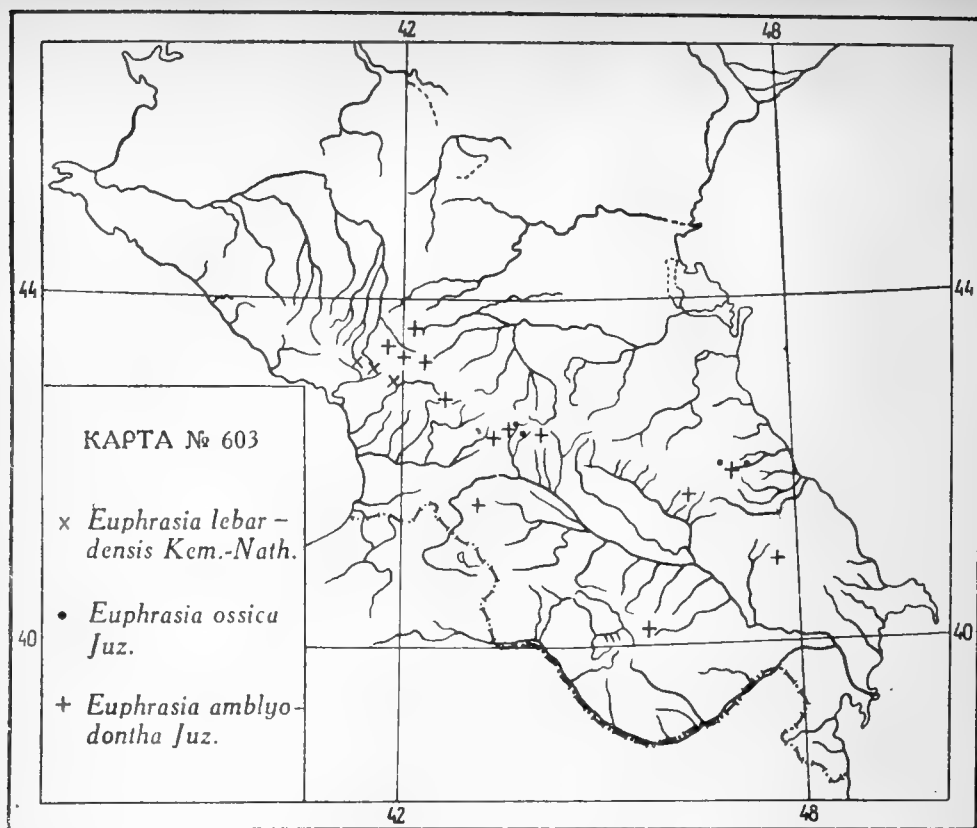 42 48
44 44
КАРТА № 603
× Euphrasia lebar-
densis Kem.-Nath.
• Euphrasia ossica
Juz.
+ Euphrasia amblyo-
dontha Juz.
40 40
42 48